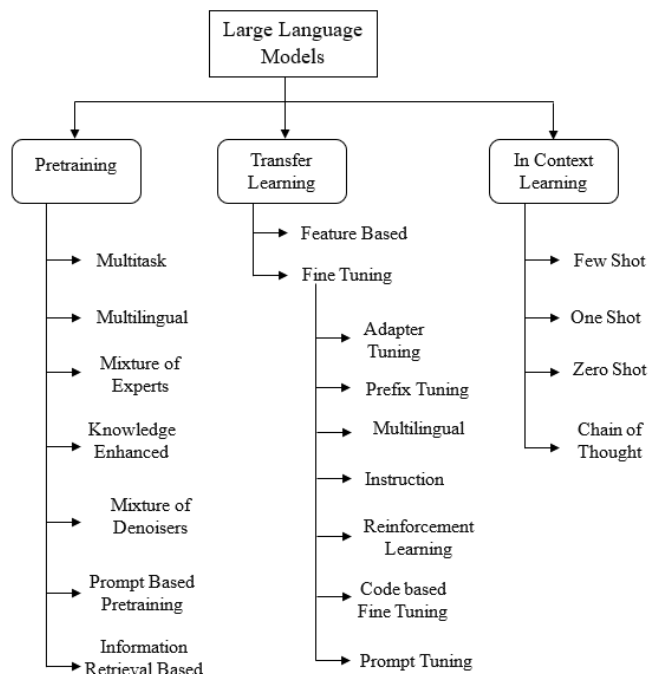 Large Language
Models
Pretraining
Transfer
Learning
In Context
Learning
Multitask
Multilingual
Mixture of
Experts
Knowledge
Enhanced
Mixture of
Denoisers
Prompt Based
Pretraining
Information
Retrieval Based
Feature Based
Fine Tuning
Adapter
Tuning
Prefix Tuning
Multilingual
Instruction
Reinforcement
Learning
Code based
Fine Tuning
Prompt Tuning
Few Shot
One Shot
Zero Shot
Chain of
Thought